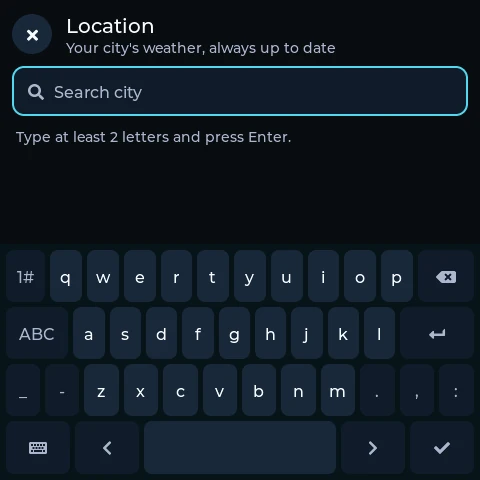 Location
Your city's weather, always up to date
Search city
Type at least 2 letters and press Enter.
1# q w e r t y u i o p
ABC a s d f g h j k l
_ - z x c v b n m . , :